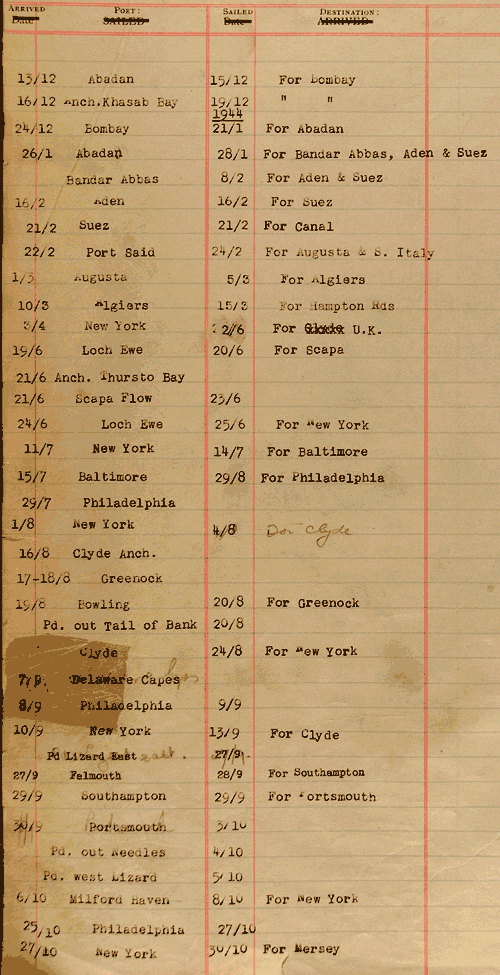 ARRIVED PORT: SAILED DESTINATION:
Date SAILED Date ARRIVED
13/12 Abadan 15/12 For Bombay
16/12 Anch.Khasab Bay 19/12 " "
1944
24/12 Bombay 21/1 For Abadan
26/1 Abadan 28/1 For Bandar Abbas, Aden & Suez
Bandar Abbas 8/2 For Aden & Suez
16/2 Aden 16/2 For Suez
21/2 Suez 21/2 For Canal
22/2 Port Said 24/2 For Augusta & S. Italy
1/3 Augusta 5/3 For Algiers
10/3 Algiers 15/3 For Hampton Rds
3/4 New York 2/6 For U.K.
19/6 Loch Ewe 20/6 For Scapa
21/6 Anch. Thursto Bay
21/6 Scapa Flow 23/6
24/6 Loch Ewe 25/6 For New York
11/7 New York 14/7 For Baltimore
15/7 Baltimore 29/8 For Philadelphia
29/7 Philadelphia
1/8 New York 4/8 For Clyde
16/8 Clyde Anch.
17-18/8 Greenock
19/8 Bowling 20/8 For Greenock
Pd. out Tail of Bank 20/8
Clyde 24/8 For New York
7/9 Delaware Capes
8/9 Philadelphia 9/9
10/9 New York 13/9 For Clyde
Pd Lizard East 27/9
27/9 Falmouth 28/9 For Southampton
29/9 Southampton 29/9 For Portsmouth
30/9 Portsmouth 3/10
Pd. out Needles 4/10
Pd. west Lizard 5/10
6/10 Milford Haven 8/10 For New York
25/10 Philadelphia 27/10
27/10 New York 30/10 For Mersey